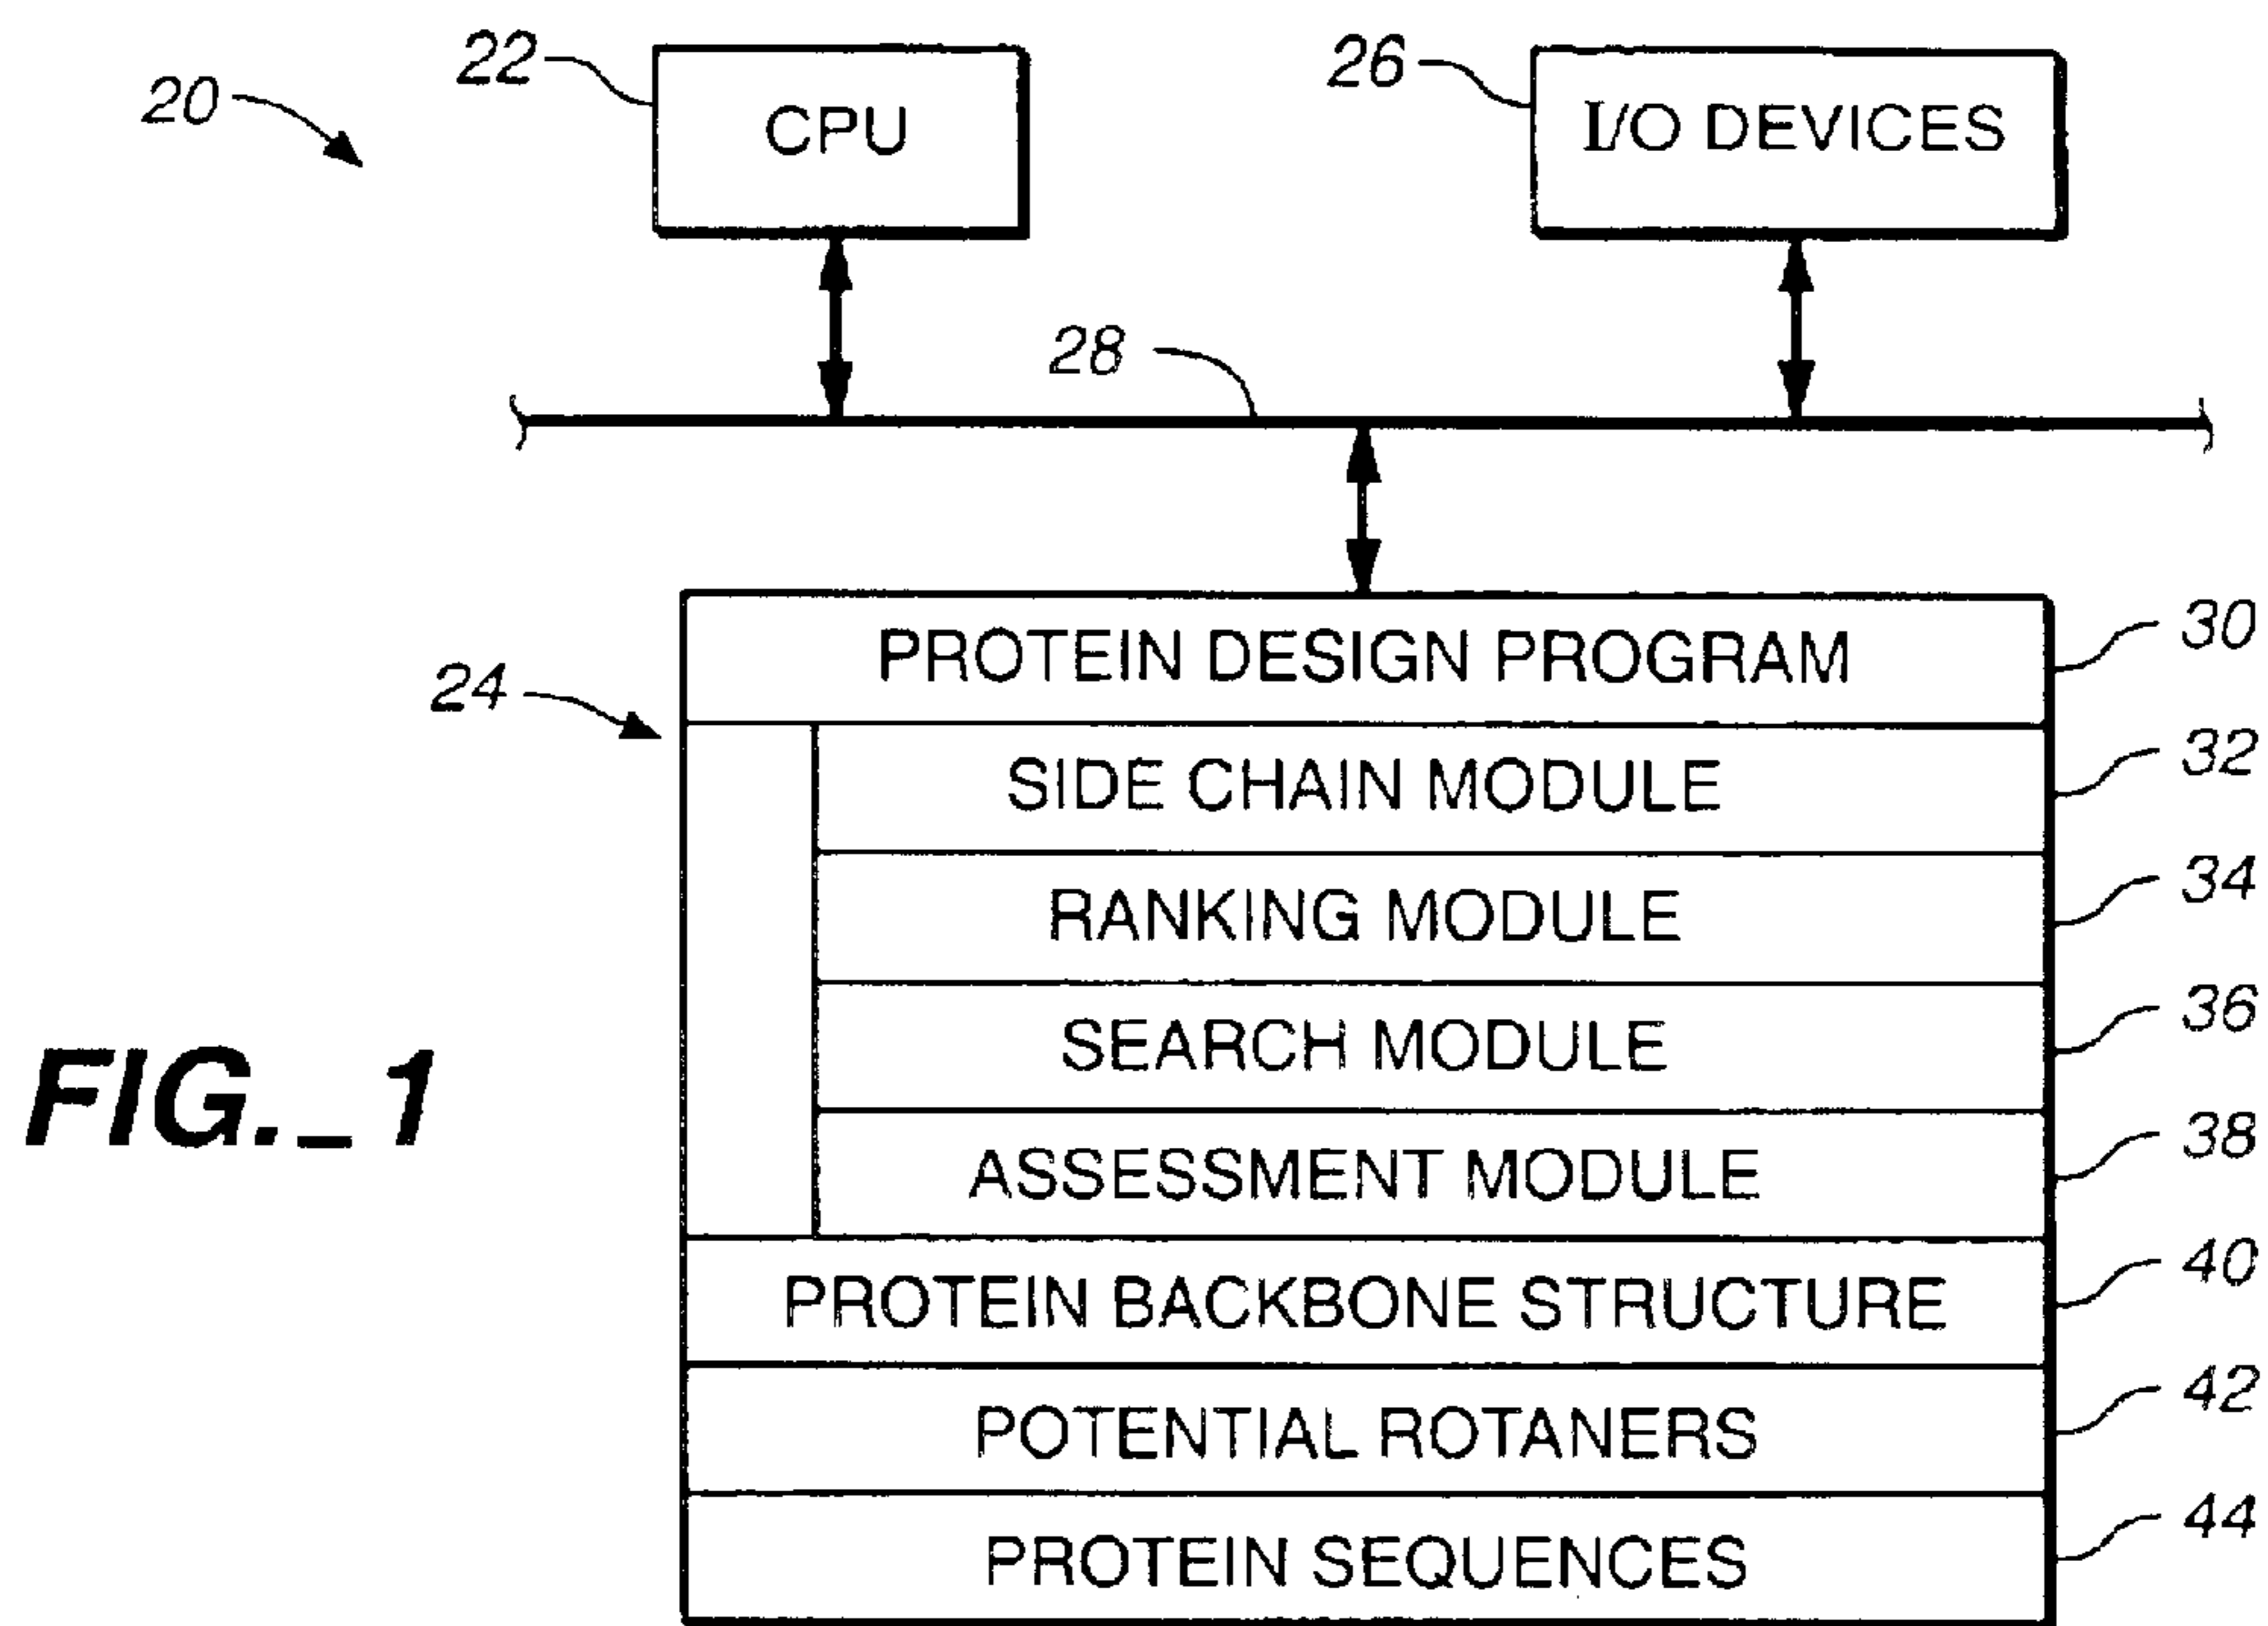 22
CPU
26
I/O DEVICES
20
28
PROTEIN DESIGN PROGRAM
30
24
SIDE CHAIN MODULE
32
RANKING MODULE
34
SEARCH MODULE
36
FIG._1
ASSESSMENT MODULE
38
PROTEIN BACKBONE STRUCTURE
40
POTENTIAL ROTANERS
42
PROTEIN SEQUENCES
44